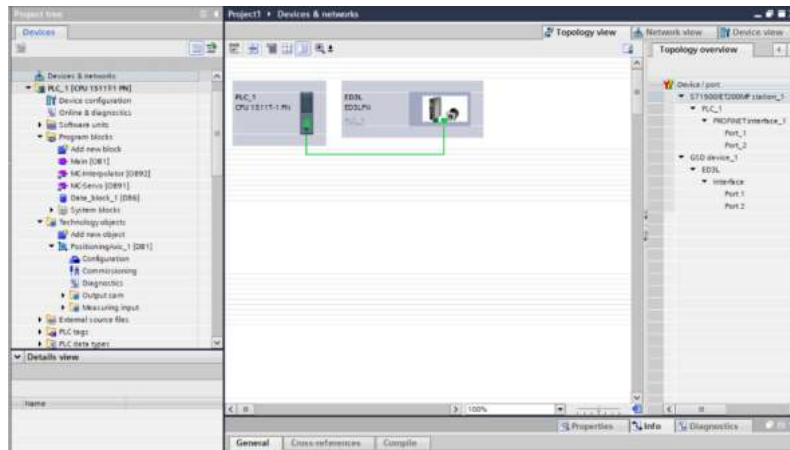 Project tree
Devices
Devices & networks
PLC_1 [CPU 1511T-1 PN]
Device configuration
Online & diagnostics
Software units
Program blocks
Add new block
Main [OB1]
MC-Interpolator [OB92]
MC-Servo [OB91]
Data_block_1 [DB6]
System blocks
Technology objects
Add new object
PositioningAxis_1 [DB1]
Configuration
Commissioning
Diagnostics
Output cam
Measuring input
External source files
PLC tags
PLC data types
Details view
Name
Project1 Devices & networks
Topology view
Network view
Device view
PLC_1
CPU 1511T-1 PN
ED3L
ED3LPN
PLC_1
100%
Topology overview
Device / port
S71500/ET200MP station_1
PLC_1
PROFINET interface_1
Port_1
Port_2
GSD device_1
ED3L
Interface
Port 1
Port 2
Properties
Info
Diagnostics
General
Cross-references
Compile